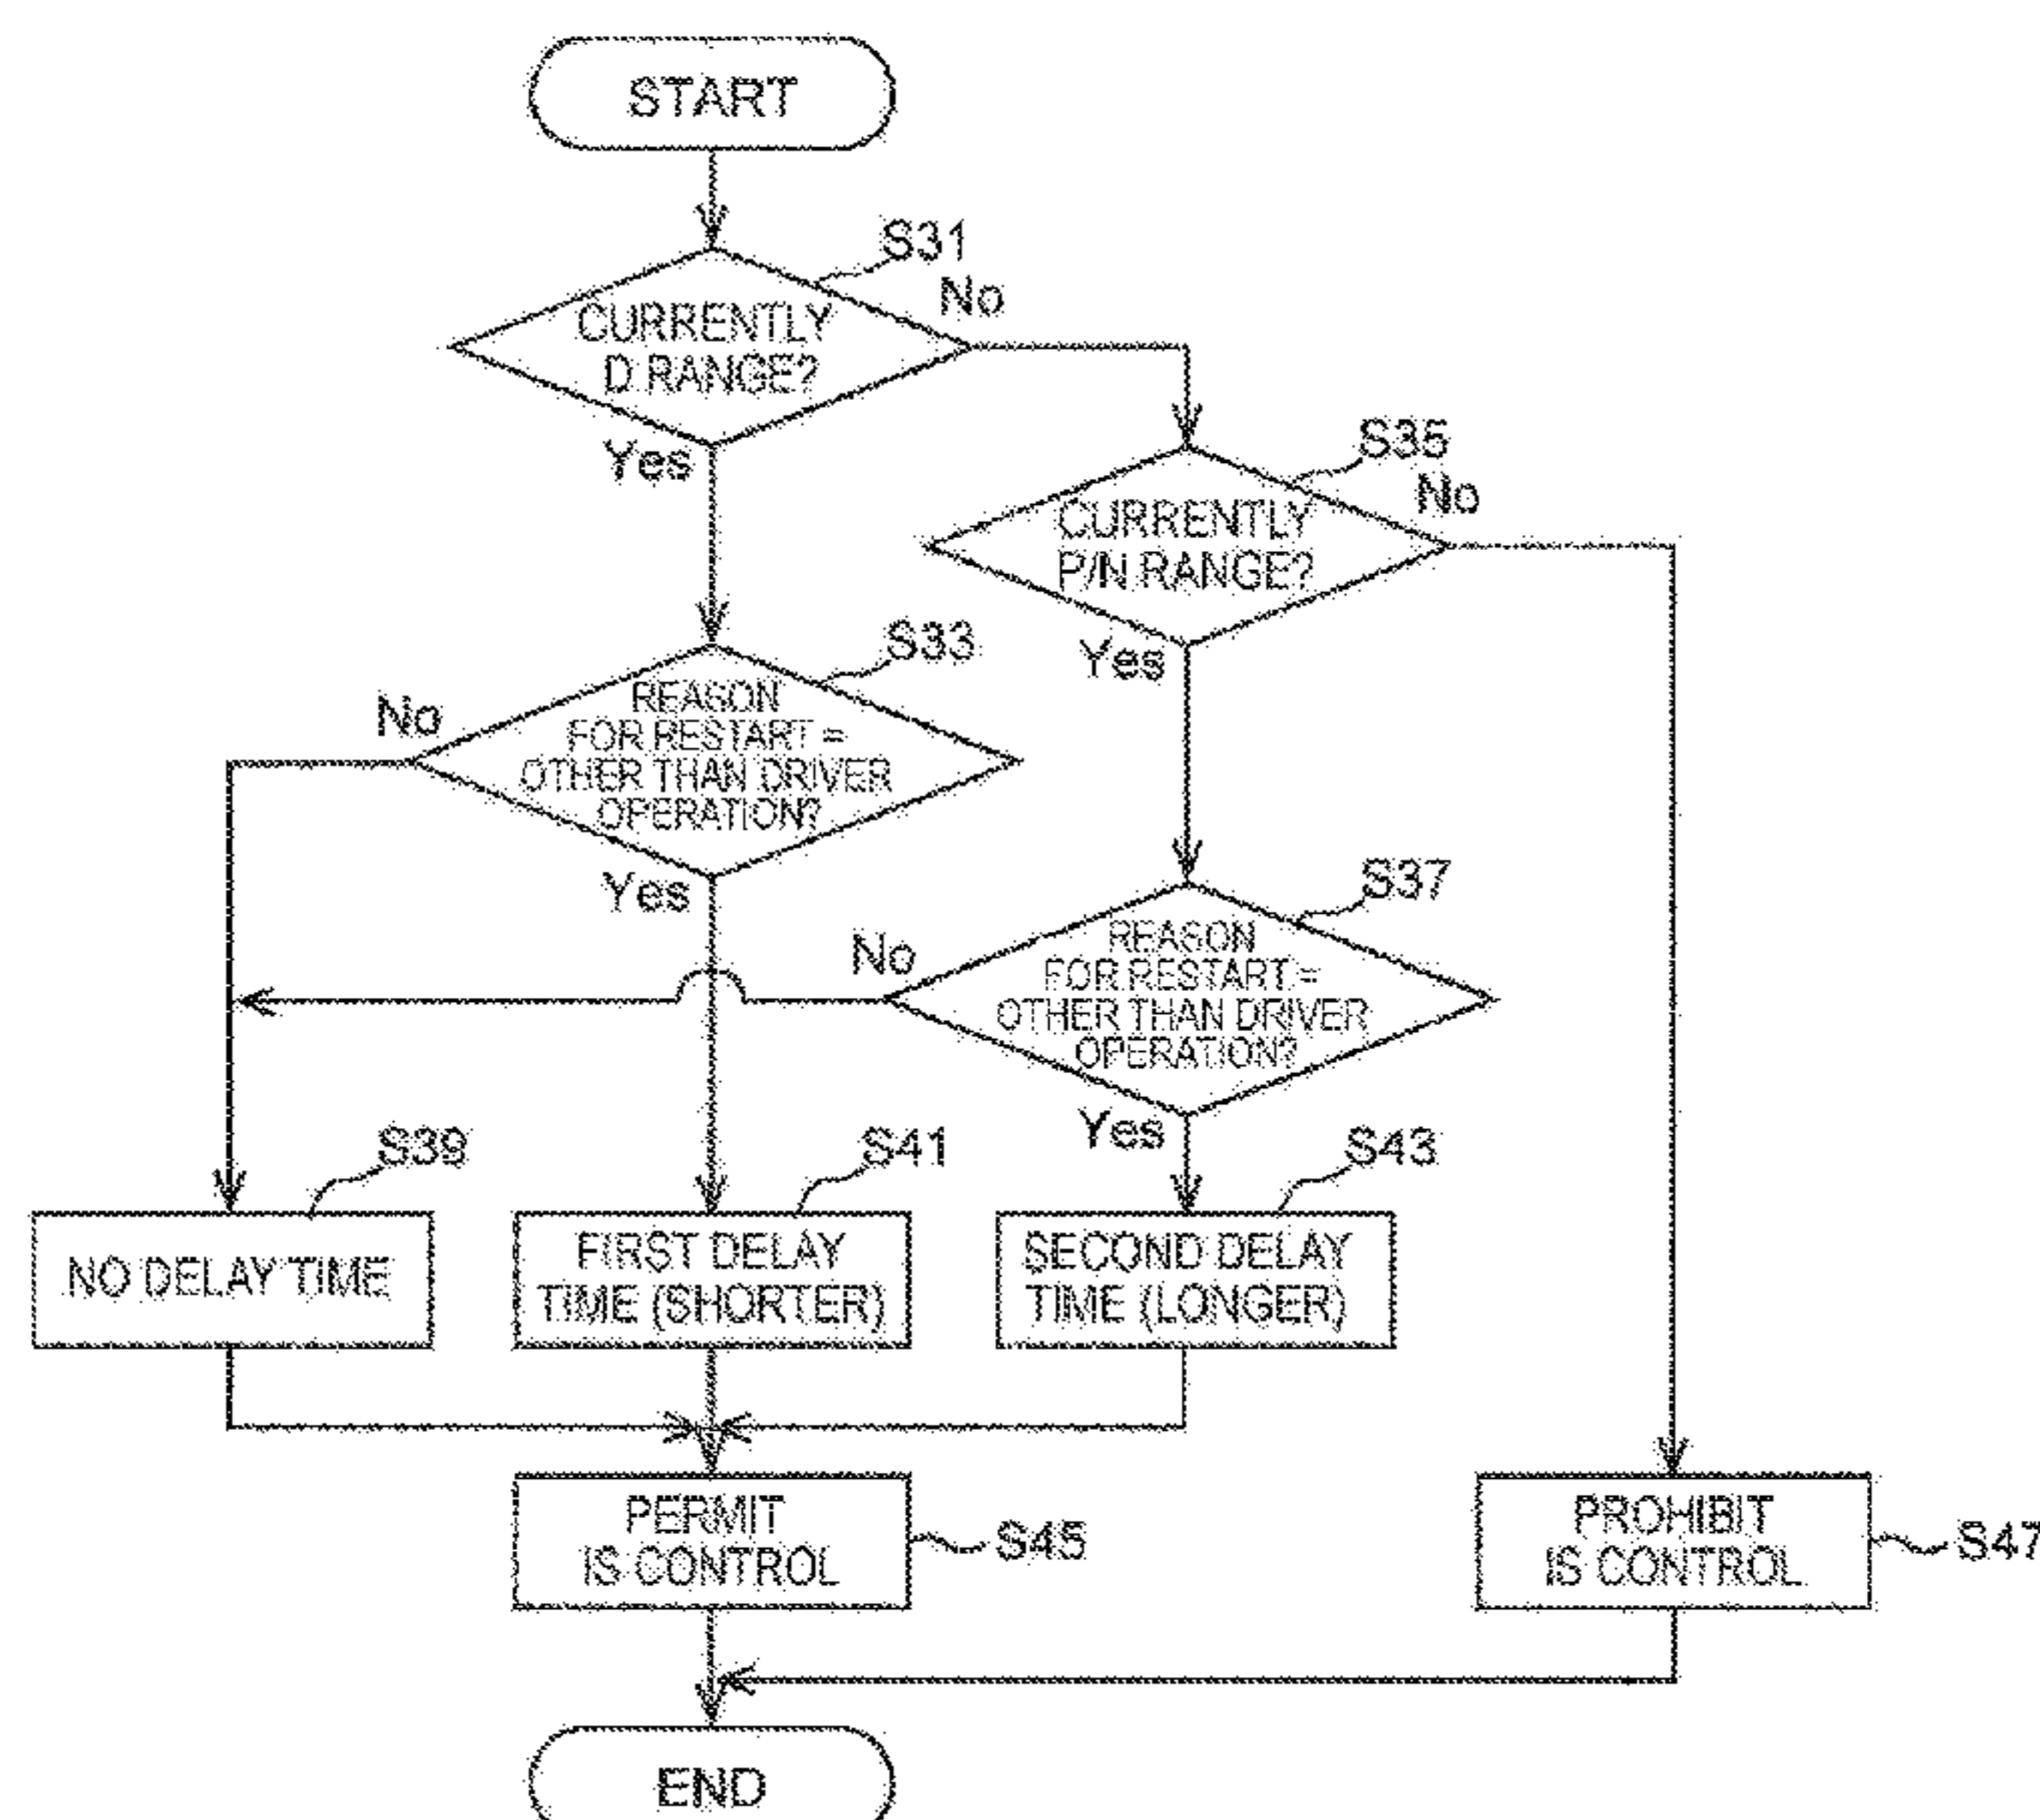 START
S31
No
CURRENTLY
D RANGE?
Yes
S35
No
CURRENTLY
P/N RANGE?
Yes
S33
No
REASON
FOR RESTART =
OTHER THAN DRIVER
OPERATION?
Yes
S37
No
REASON
FOR RESTART =
OTHER THAN DRIVER
OPERATION?
Yes
S39
NO DELAY TIME
S41
FIRST DELAY
TIME (SHORTER)
S43
SECOND DELAY
TIME (LONGER)
PERMIT
IS CONTROL
S45
PROHIBIT
IS CONTROL
S47
END